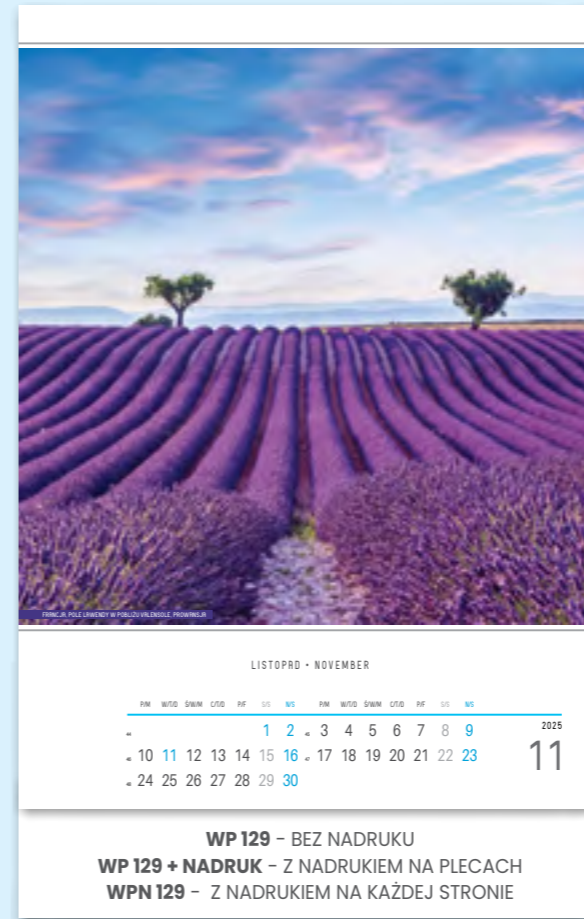 FRANCJA, POLE LAWENDY W POBLIŻU VALENSOLE, PROWANSJA
LISTOPAD • NOVEMBER
P/M W/T/D Ś/W/M C/T/D P/F S/S N/S P/M W/T/D Ś/W/M C/T/D P/F S/S N/S
1 2 3 4 5 6 7 8 9
10 11 12 13 14 15 16 17 18 19 20 21 22 23
24 25 26 27 28 29 30
2025
11
WP 129 - BEZ NADRUKU
WP 129 + NADRUK - Z NADRUKIEM NA PLECACH
WPN 129 - Z NADRUKIEM NA KAŻDEJ STRONIE